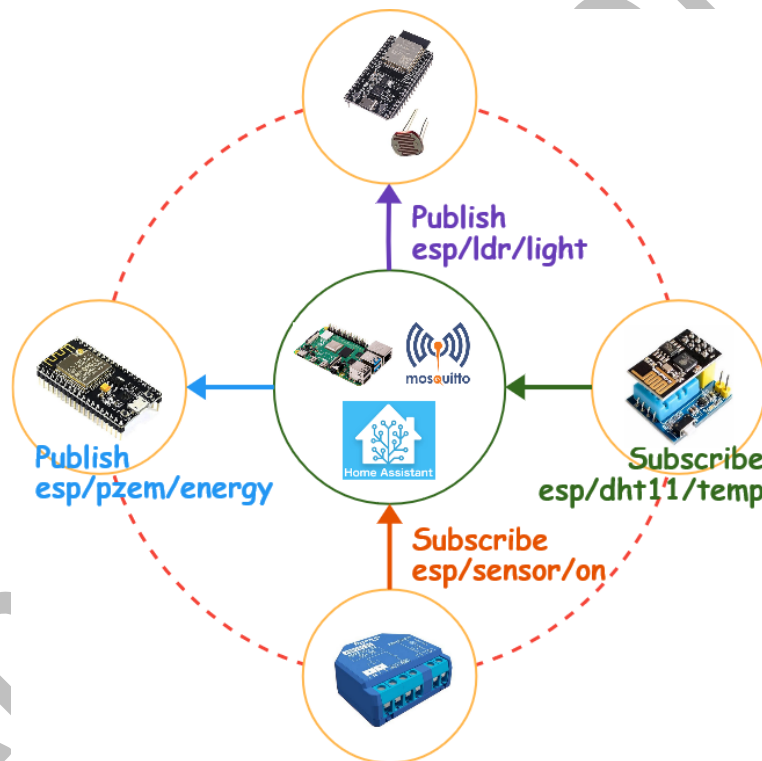 Publish
esp/ldr/light
mosquitto
Home Assistant
Publish
esp/pzem/energy
Subscribe
esp/dht11/temp
Subscribe
esp/sensor/on